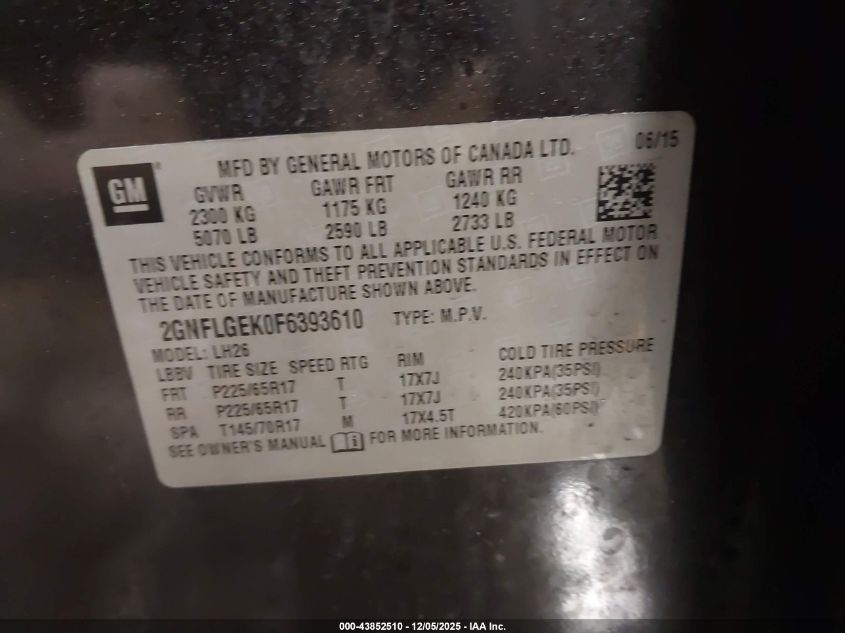 GM
MFD BY GENERAL MOTORS OF CANADA LTD. 06/15
GVWR GAWR FRT GAWR RR
2300 KG 1175 KG 1240 KG
5070 LB 2590 LB 2733 LB
THIS VEHICLE CONFORMS TO ALL APPLICABLE U.S. FEDERAL MOTOR
VEHICLE SAFETY AND THEFT PREVENTION STANDARDS IN EFFECT ON
THE DATE OF MANUFACTURE SHOWN ABOVE.
2GNFLGEK0F6393610 TYPE: M.P.V.
MODEL: LH26
LBBV TIRE SIZE SPEED RTG RIM COLD TIRE PRESSURE
FRT P225/65R17 T 17X7J 240KPA(35PSI)
RR P225/65R17 T 17X7J 240KPA(35PSI)
SPA T145/70R17 M 17X4.5T 420KPA(60PSI)
SEE OWNER'S MANUAL FOR MORE INFORMATION.
000-43852510 - 12/05/2025 - IAA Inc.